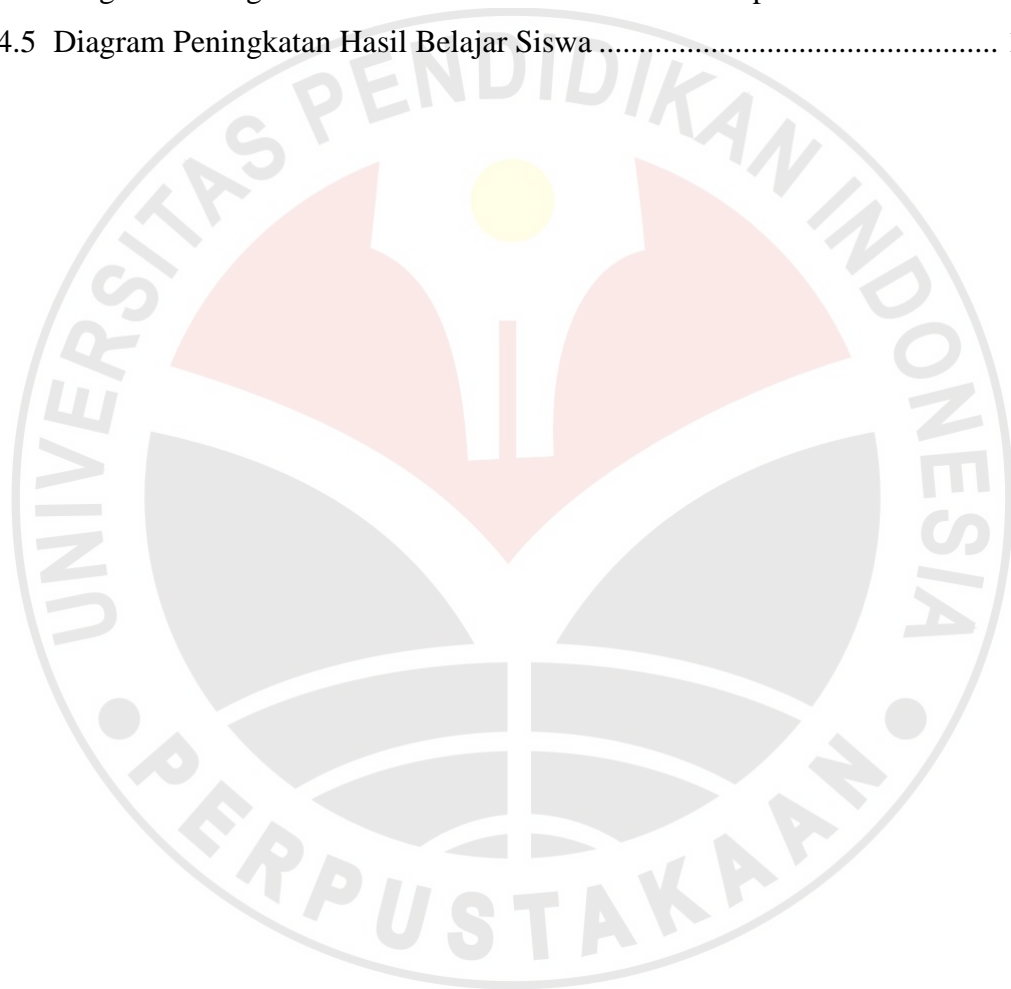 4.5 Diagram Peningkatan Hasil Belajar Siswa ..........................................
UNIVERSITAS PENDIDIKAN INDONESIA
• PERPUSTAKAAN •